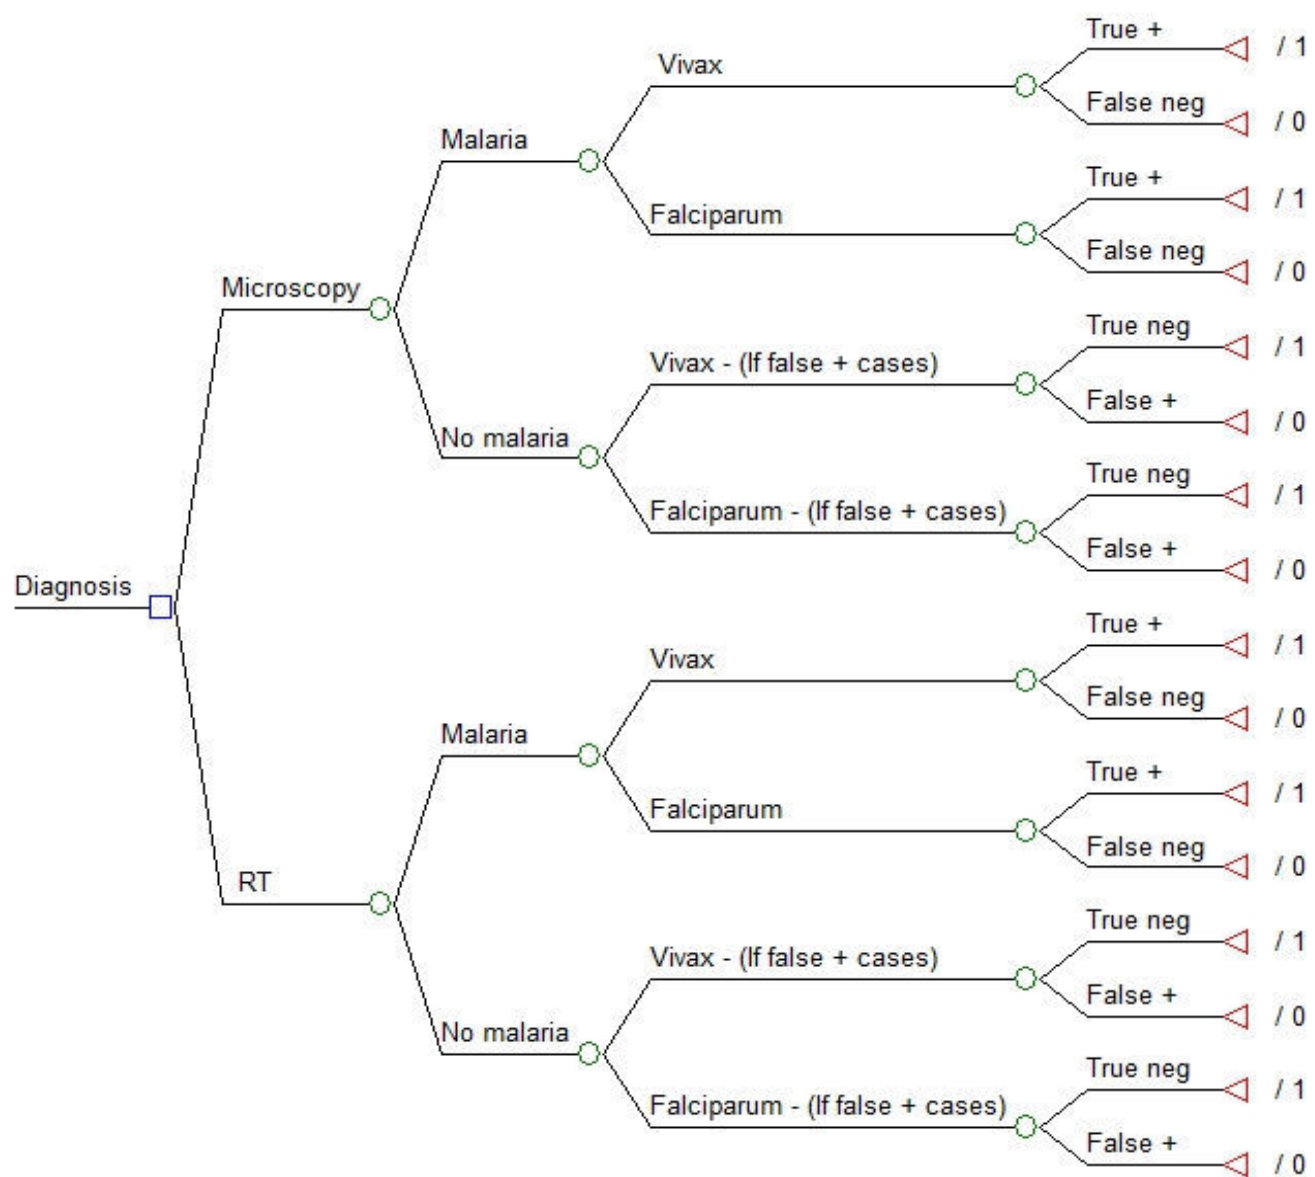 True +
/ 1
Vivax
False neg
/ 0
Malaria
True +
/ 1
Falciparum
False neg
/ 0
Microscopy
True neg
/ 1
Vivax - (If false + cases)
False +
/ 0
No malaria
True neg
/ 1
Falciparum - (If false + cases)
False +
/ 0
Diagnosis
True +
/ 1
Vivax
False neg
/ 0
Malaria
True +
/ 1
Falciparum
False neg
/ 0
RT
True neg
/ 1
Vivax - (If false + cases)
False +
/ 0
No malaria
True neg
/ 1
Falciparum - (If false + cases)
False +
/ 0